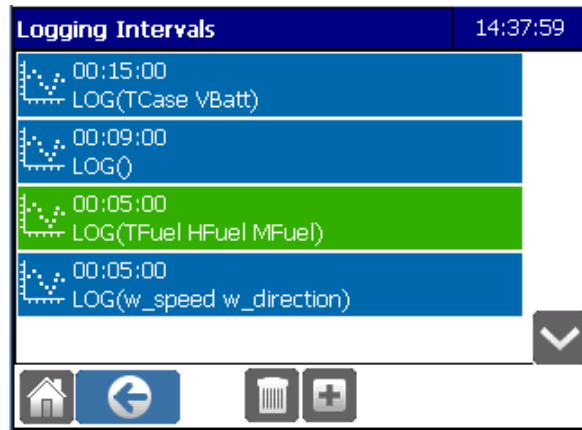 Logging Intervals 14:37:59
00:15:00
LOG(TCase VBatt)
00:09:00
LOG()
00:05:00
LOG(TFuel HFuel MFuel)
00:05:00
LOG(w_speed w_direction)